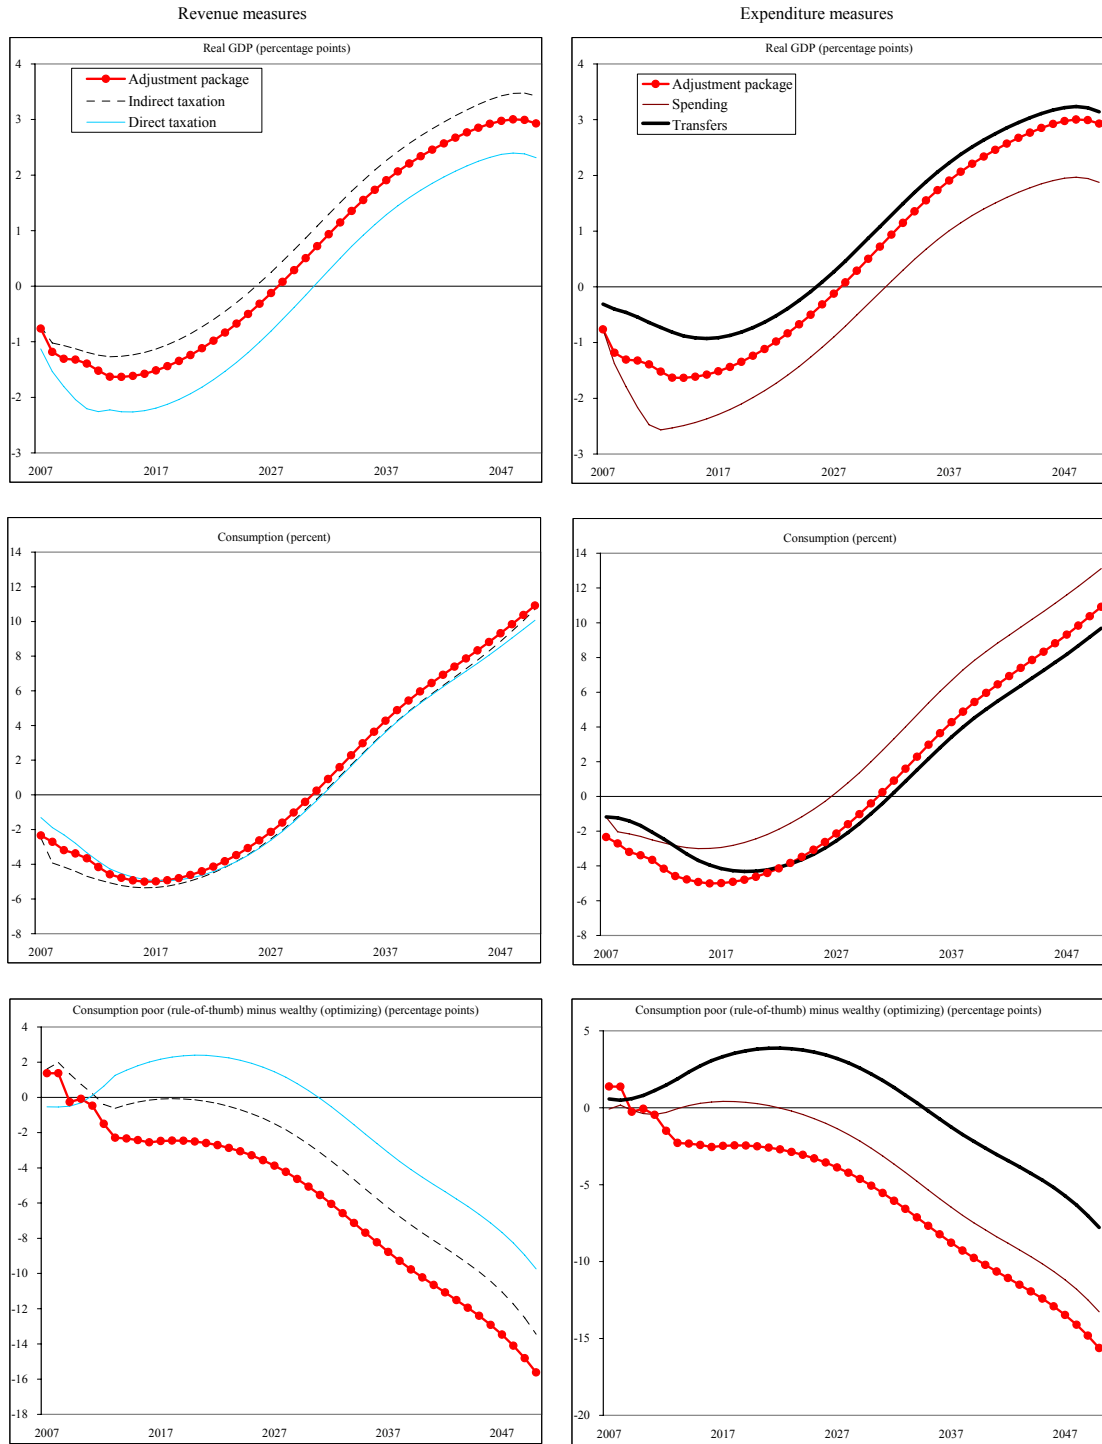 Revenue measures
Expenditure measures
Real GDP (percentage points)
4
3
2
1
0
-1
-2
-3
Adjustment package
Indirect taxation
Direct taxation
2007 2017 2027 2037 2047
Real GDP (percentage points)
4
3
2
1
0
-1
-2
-3
Adjustment package
Spending
Transfers
2007 2017 2027 2037 2047
Consumption (percent)
14
12
10
8
6
4
2
0
-2
-4
-6
-8
2007 2017 2027 2037 2047
Consumption (percent)
14
12
10
8
6
4
2
0
-2
-4
-6
-8
2007 2017 2027 2037 2047
Consumption poor (rule-of-thumb) minus wealthy (optimizing) (percentage points)
4
2
0
-2
-4
-6
-8
-10
-12
-14
-16
-18
2007 2017 2027 2037 2047
Consumption poor (rule-of-thumb) minus wealthy (optimizing) (percentage points)
5
0
-5
-10
-15
-20
2007 2017 2027 2037 2047